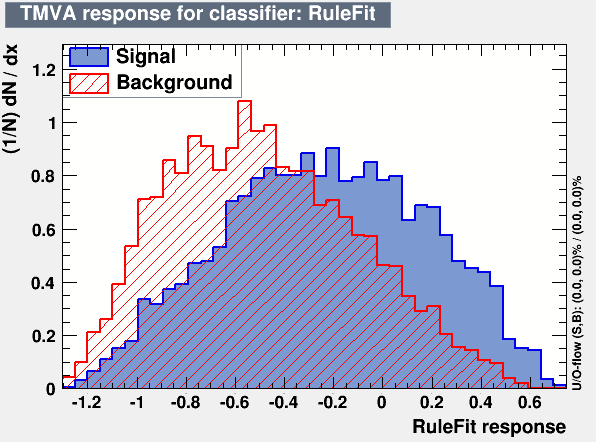 TMVA response for classifier: RuleFit
Signal
Background
(1/N) dN / dx
1.2
1
0.8
0.6
0.4
0.2
0
-1.2 -1 -0.8 -0.6 -0.4 -0.2 0 0.2 0.4 0.6
RuleFit response
U/O-flow (S,B): (0.0, 0.0)% / (0.0, 0.0)%